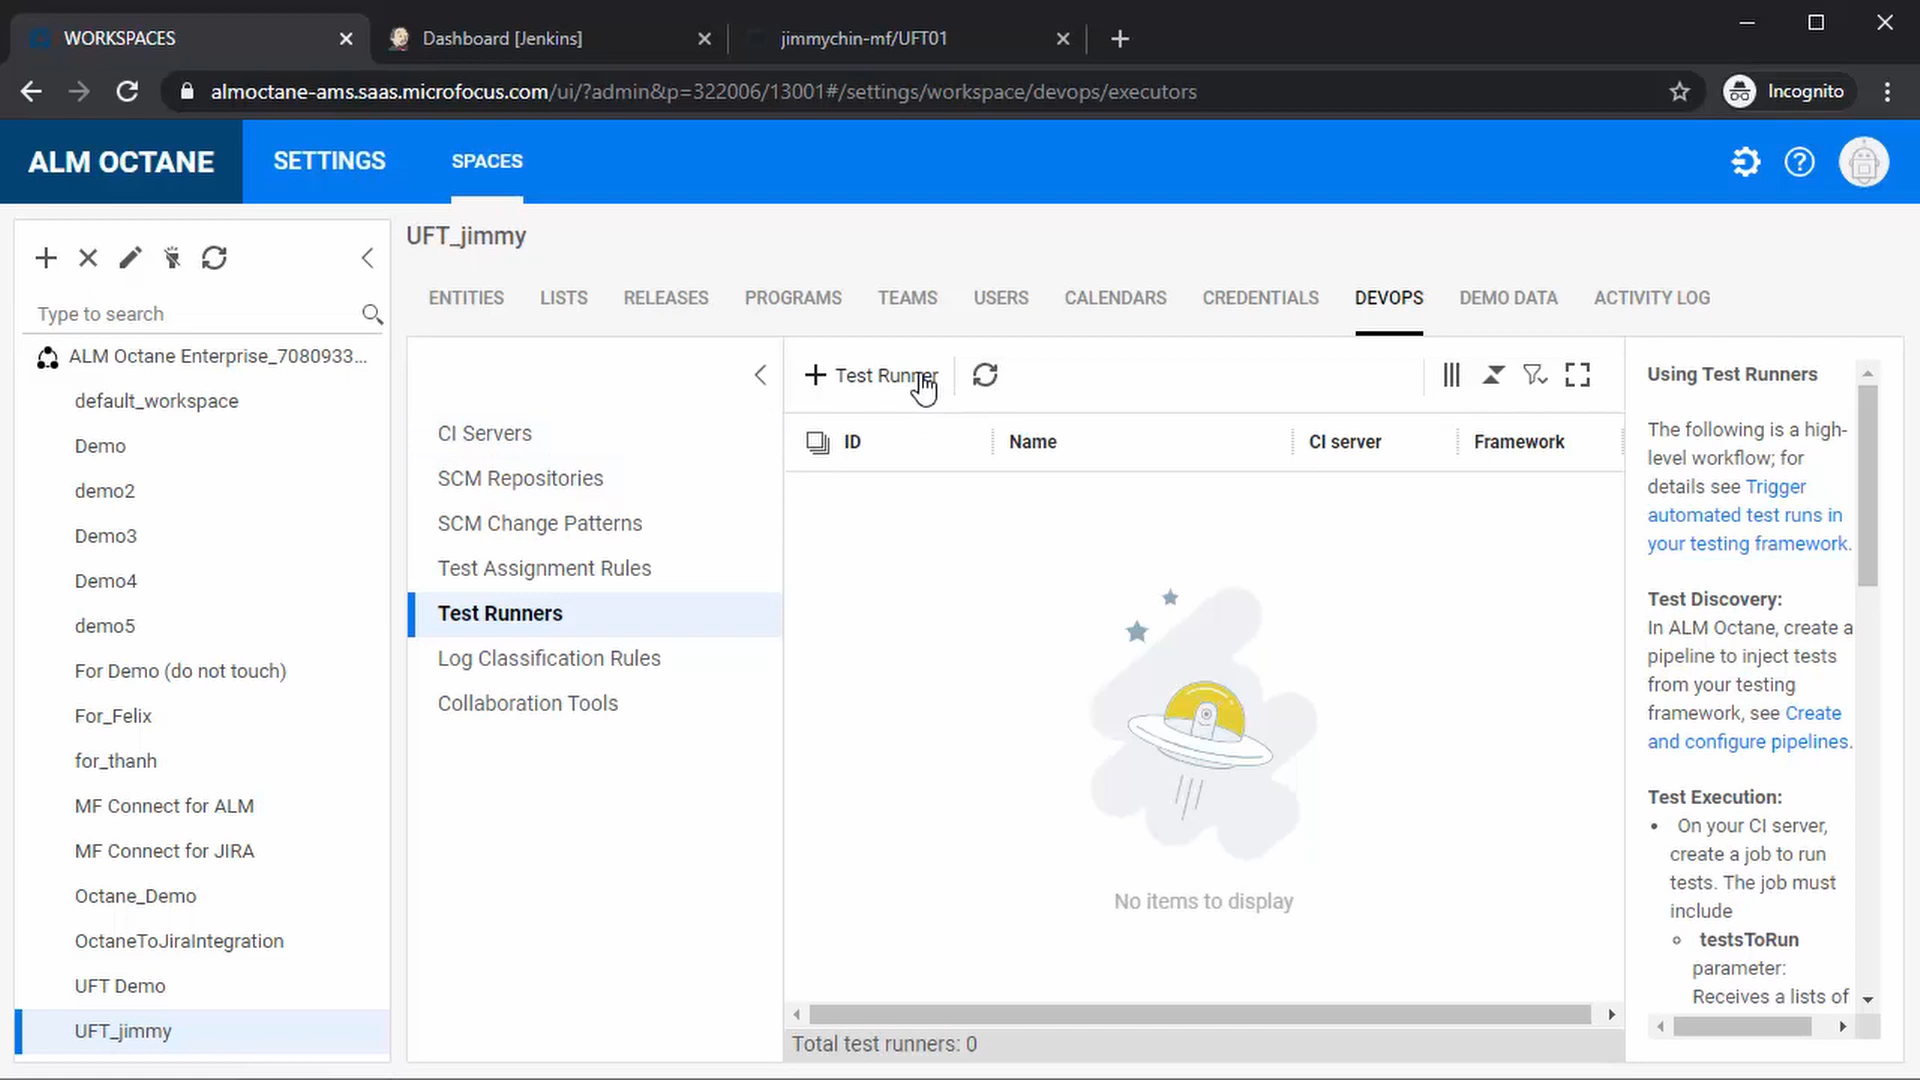 WORKSPACES
Dashboard [Jenkins]
jimmychin-mf/UFT01
almoctane-ams.saas.microfocus.com/ui/?admin&p=322006/13001#/settings/workspace/devops/executors
Incognito
ALM OCTANE
SETTINGS
SPACES
Type to search
ALM Octane Enterprise_7080933...
default_workspace
Demo
demo2
Demo3
Demo4
demo5
For Demo (do not touch)
For_Felix
for_thanh
MF Connect for ALM
MF Connect for JIRA
Octane_Demo
OctaneToJiraIntegration
UFT Demo
UFT_jimmy
UFT_jimmy
ENTITIES
LISTS
RELEASES
PROGRAMS
TEAMS
USERS
CALENDARS
CREDENTIALS
DEVOPS
DEMO DATA
ACTIVITY LOG
CI Servers
SCM Repositories
SCM Change Patterns
Test Assignment Rules
Test Runners
Log Classification Rules
Collaboration Tools
Test Runner
ID
Name
CI server
Framework
No items to display
Total test runners: 0
Using Test Runners
The following is a high-
level workflow; for
details see Trigger
automated test runs in
your testing framework.
Test Discovery:
In ALM Octane, create a
pipeline to inject tests
from your testing
framework, see Create
and configure pipelines.
Test Execution:
• On your CI server,
create a job to run
tests. The job must
include
testsToRun
parameter:
Receives a lists of